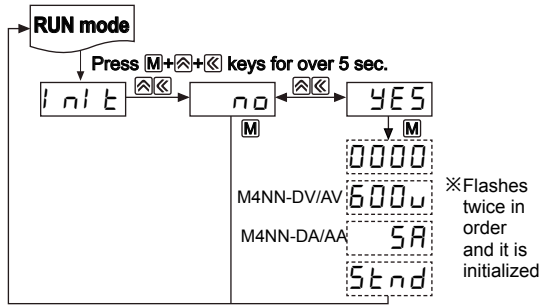 RUN mode
Press M+︽+《 keys for over 5 sec.
InIt
︽《
no
︽《
YES
M
M
0000
M4NN-DV/AV
600v
M4NN-DA/AA
5A
Stnd
※Flashes
twice in
order
and it is
initialized